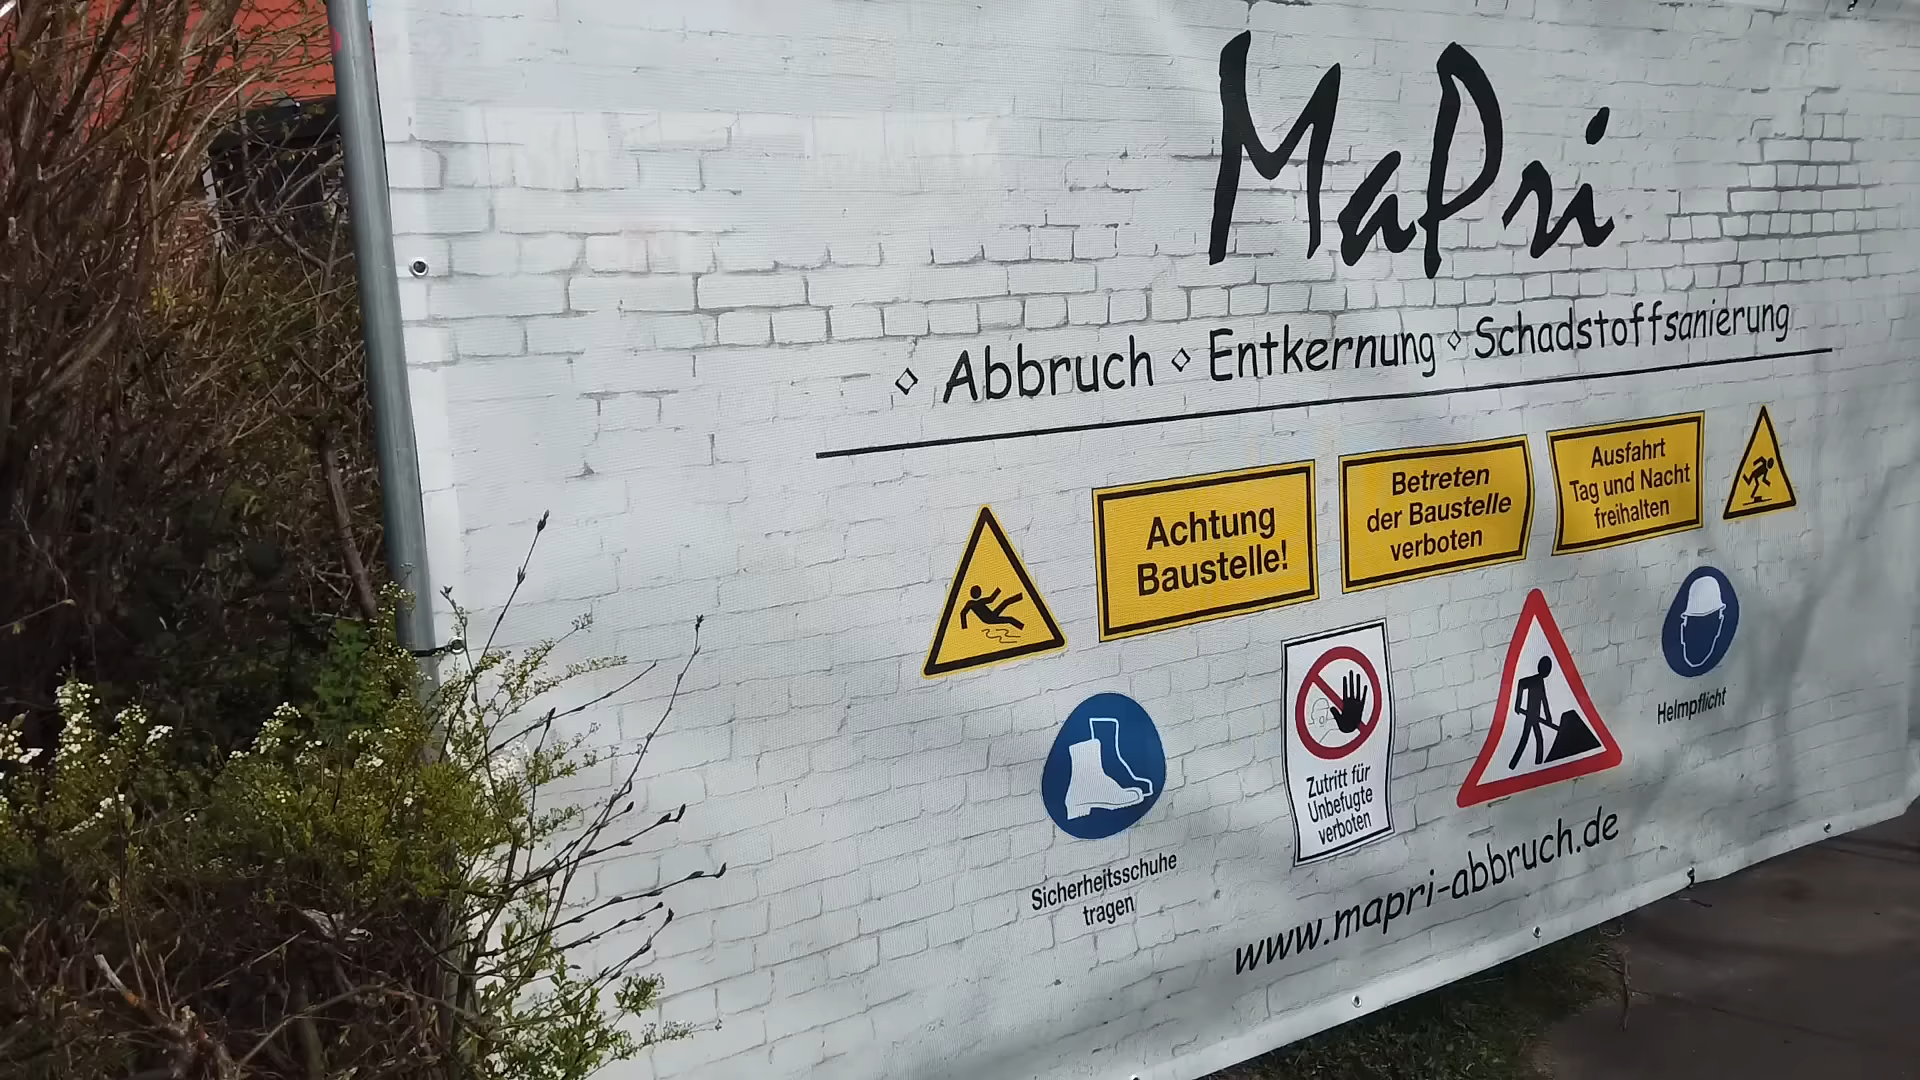 MaPri
◇ Abbruch ◇ Entkernung ◇ Schadstoffsanierung
Achtung
Baustelle!
Betreten
der Baustelle
verboten
Ausfahrt
Tag und Nacht
freihalten
Sicherheitsschuhe
tragen
Zutritt für
Unbefugte
verboten
Helmpflicht
www.mapri-abbruch.de